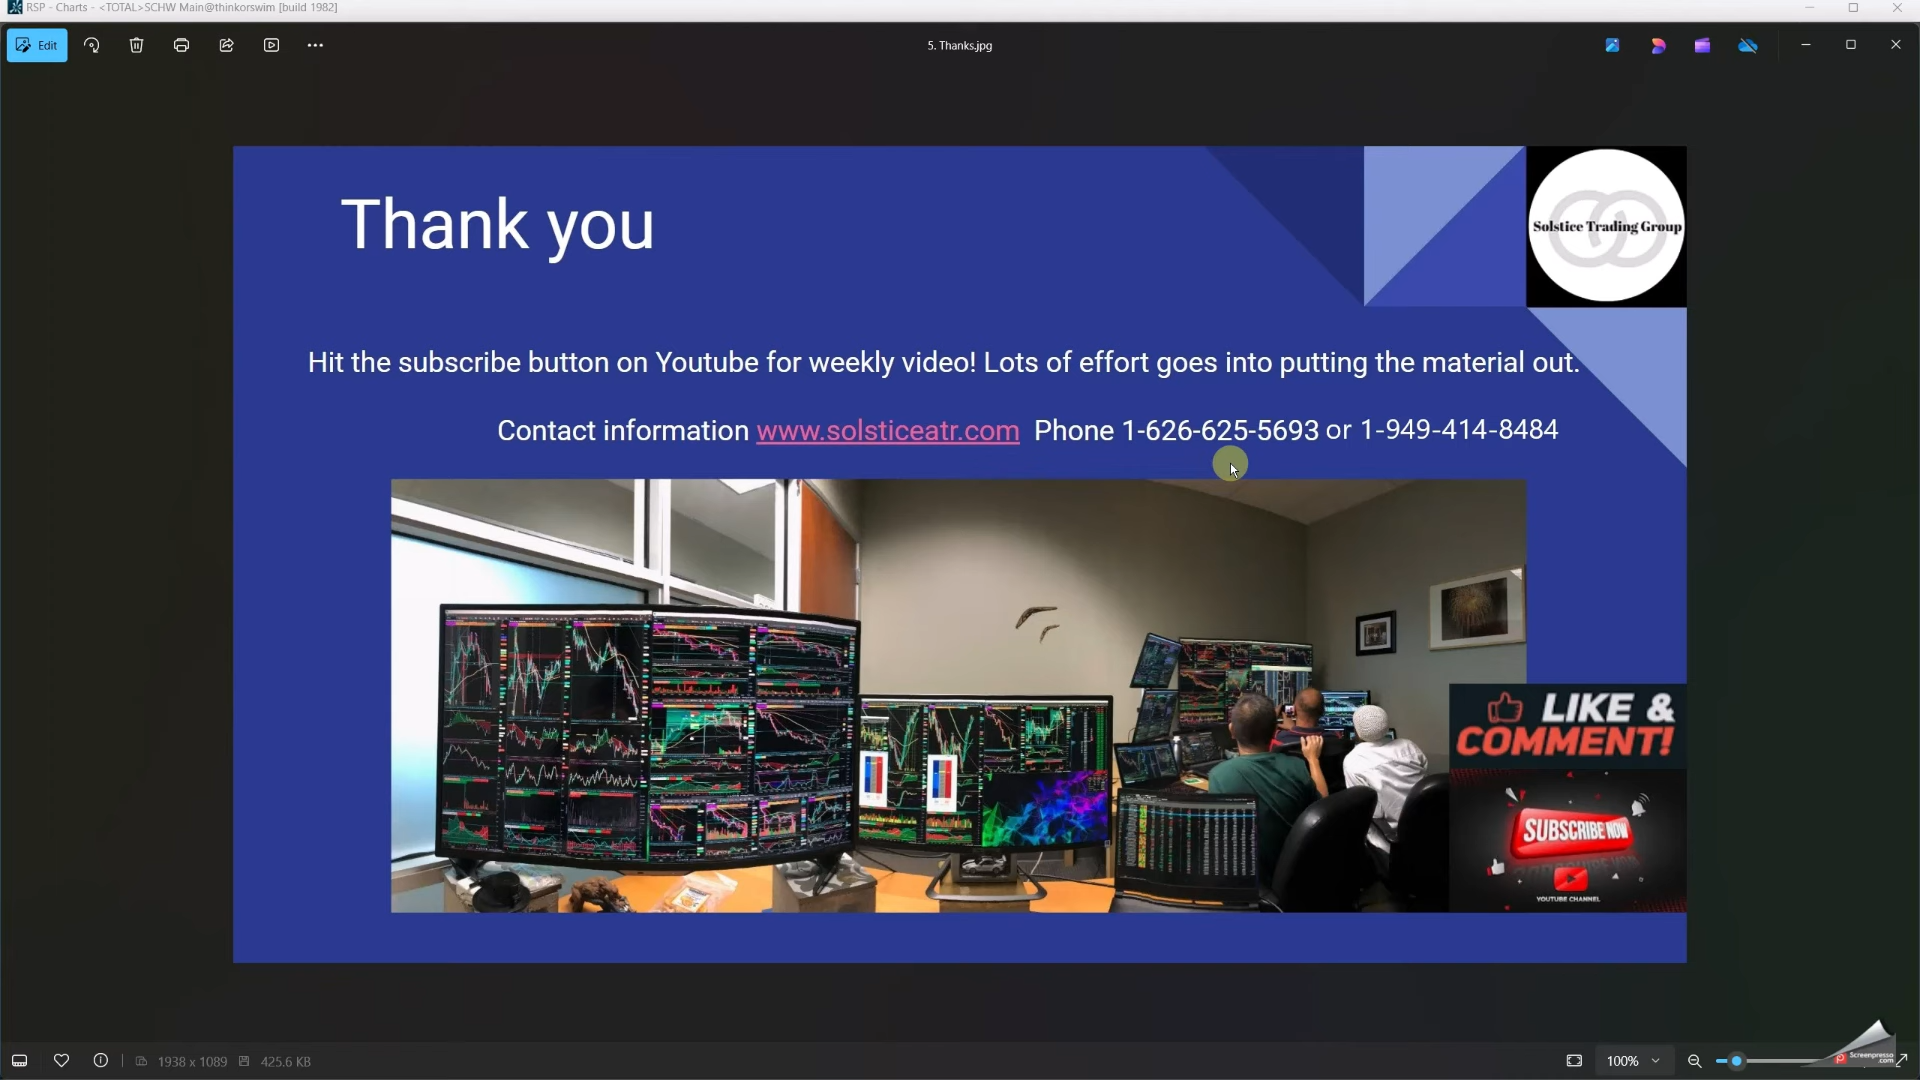 RSP - Charts - <TOTAL>SCHW Main@thinkorswim [build 1982]
Edit
5. Thanks.jpg
Thank you
Solstice Trading Group
Hit the subscribe button on Youtube for weekly video! Lots of effort goes into putting the material out.
Contact information www.solsticeatr.com Phone 1-626-625-5693 or 1-949-414-8484
LIKE &
COMMENT!
SUBSCRIBE NOW
YOUTUBE CHANNEL
1938 x 1089
425.6 KB
100%
Screenpresso
.com